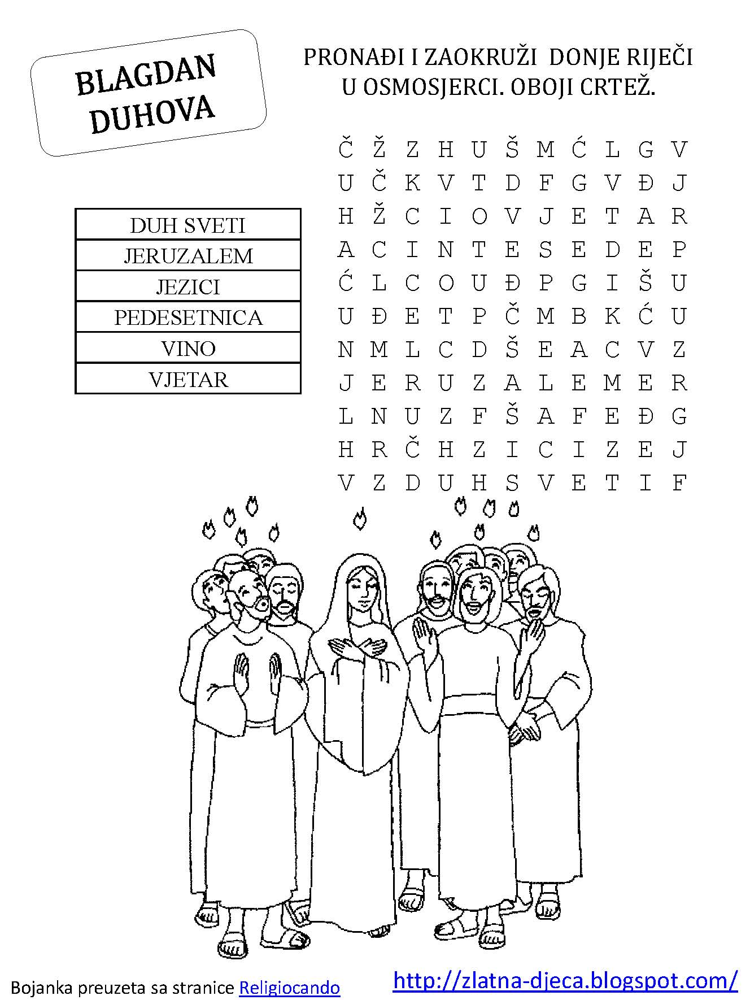 BLAGDAN
DUHOVA
PRONAĐI I ZAOKRUŽI DONJE RIJEČI
U OSMOSJERCI. OBOJI CRTEŽ.
Č Ž Z H U Š M Ć L G V
U Č K V T D F G V Đ J
H Ž C I O V J E T A R
A C I N T E S E D E P
Ć L C O U Đ P G I Š U
U Đ E T P Č M B K Ć U
N M L C D Š E A C V Z
J E R U Z A L E M E R
L N U Z F Š A F E Đ G
H R Č H Z I C I Z E J
V Z D U H S V E T I F
DUH SVETI
JERUZALEM
JEZICI
PEDESETNICA
VINO
VJETAR
Bojanka preuzeta sa stranice Religiocando
http://zlatna-djeca.blogspot.com/